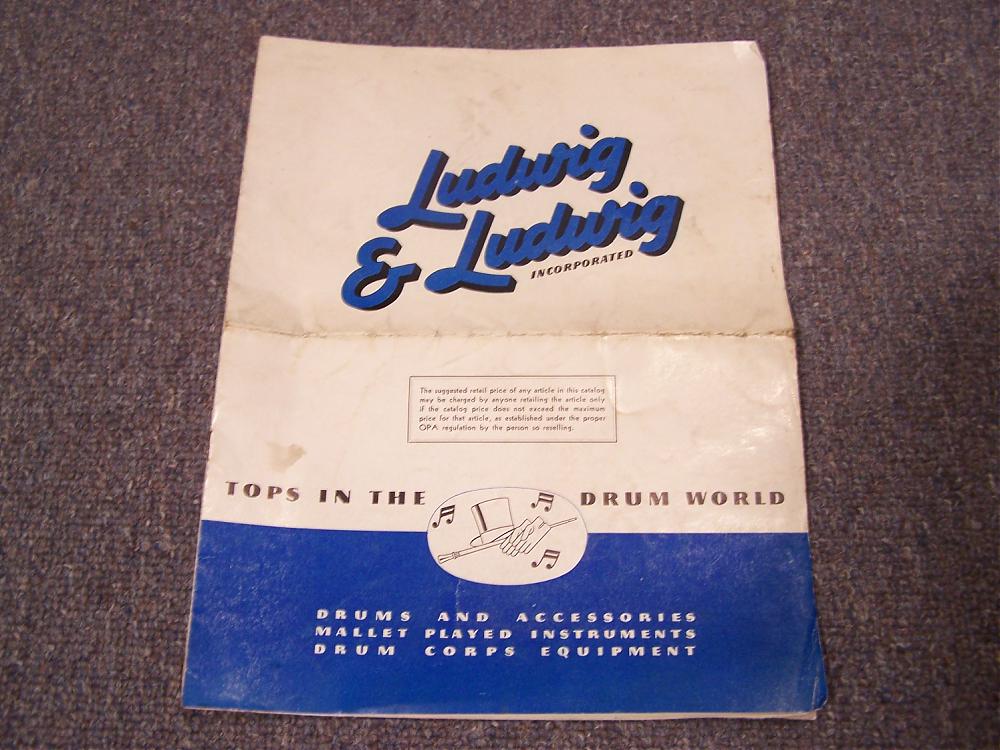 Ludwig
& Ludwig
INCORPORATED
The suggested retail price of any article in this catalog
may be charged by anyone retailing the article only
if the catalog price does not exceed the maximum
price for that article, as established under the proper
OPA regulation by the person so reselling.
TOPS IN THE DRUM WORLD
DRUMS AND ACCESSORIES
MALLET PLAYED INSTRUMENTS
DRUM CORPS EQUIPMENT